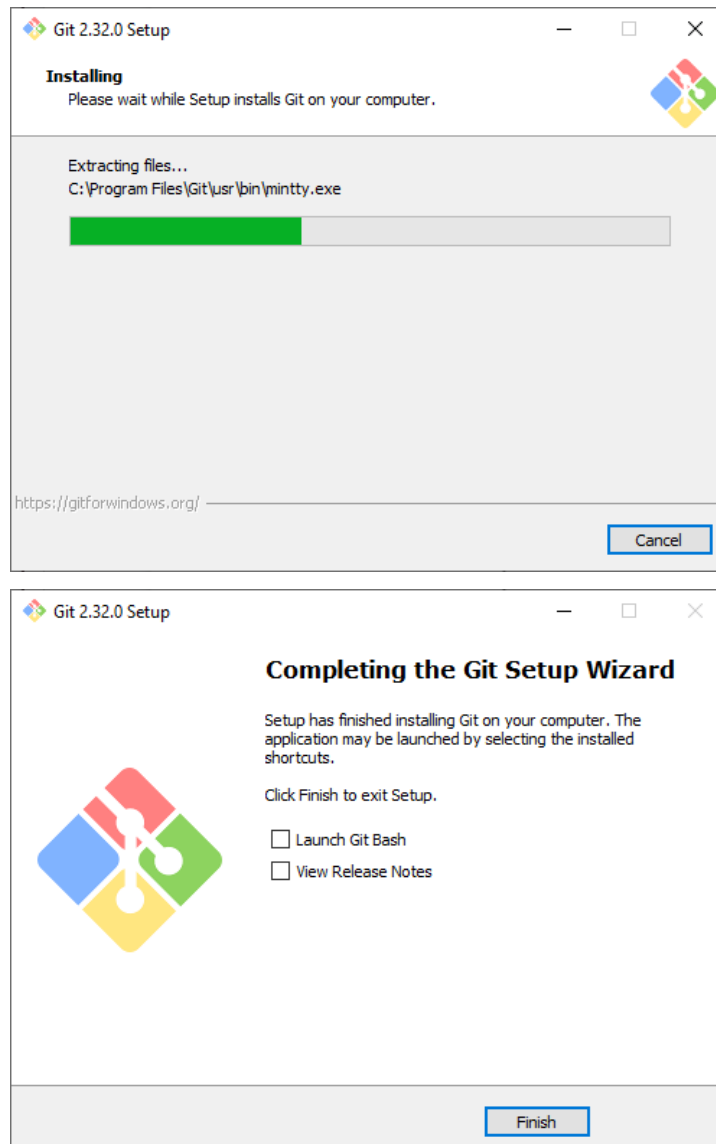 Git 2.32.0 Setup
Installing
Please wait while Setup installs Git on your computer.
Extracting files...
C:\Program Files\Git\usr\bin\mintty.exe
https://gitforwindows.org/
Cancel
Git 2.32.0 Setup
Completing the Git Setup Wizard
Setup has finished installing Git on your computer. The
application may be launched by selecting the installed
shortcuts.
Click Finish to exit Setup.
Launch Git Bash
View Release Notes
Finish